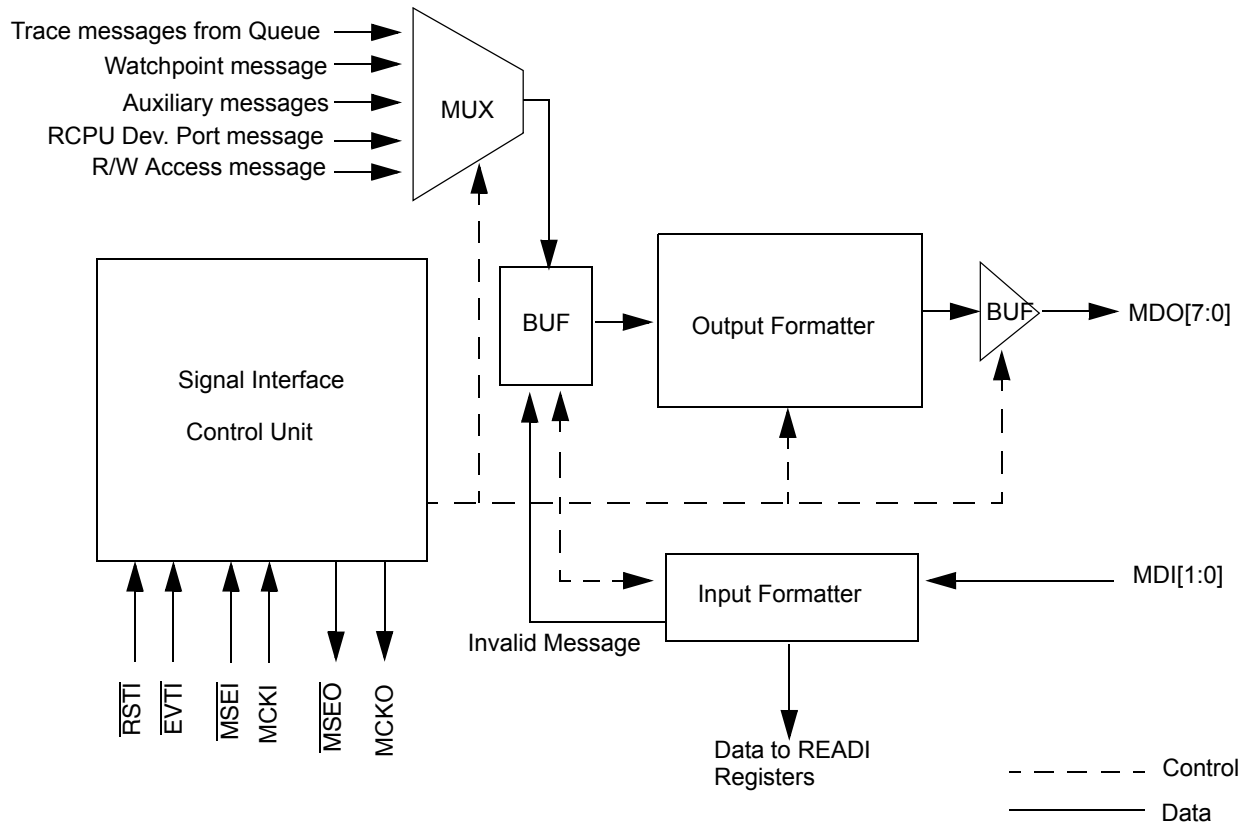 Trace messages from Queue
Watchpoint message
Auxiliary messages
RCPU Dev. Port message
R/W Access message
MUX
BUF
Output Formatter
BUF
MDO[7:0]
Signal Interface
Control Unit
Input Formatter
MDI[1:0]
Invalid Message
RSTI
EVTI
MSEI
MCKI
MSEO
MCKO
Data to READI
Registers
Control
Data